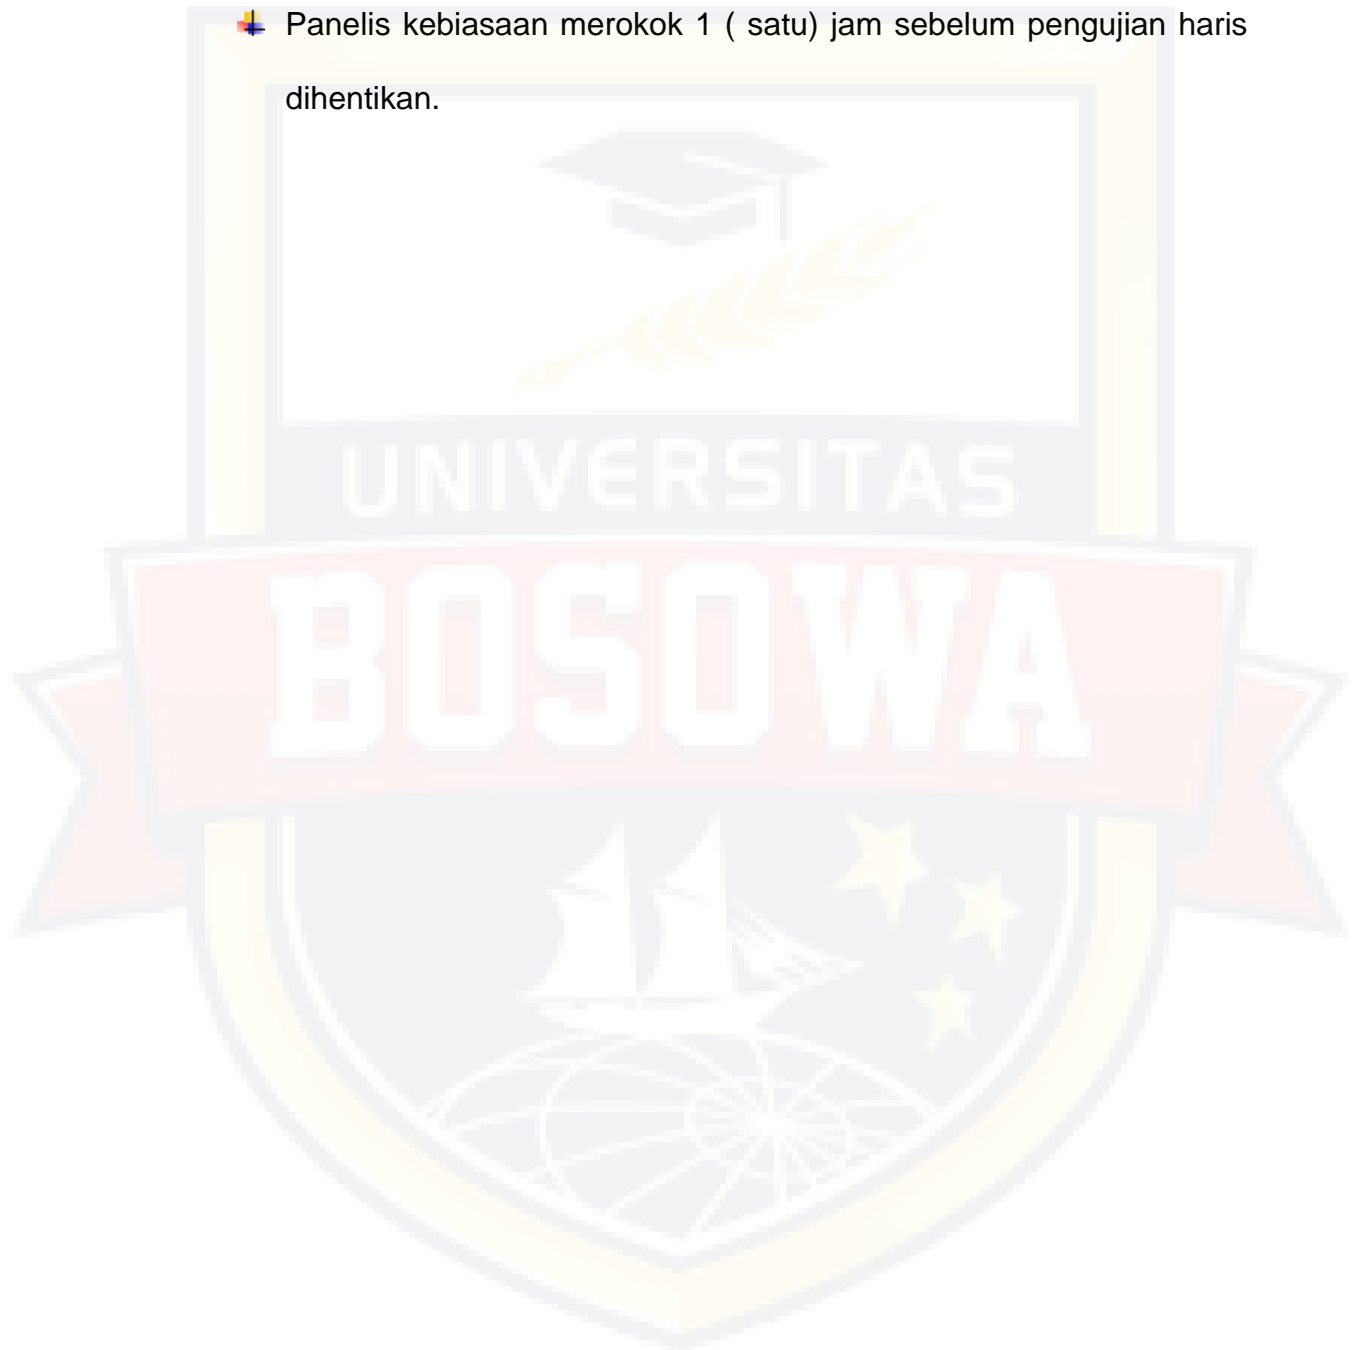 Panelis kebiasaan merokok 1 ( satu) jam sebelum pengujian haris
dihentikan.
UNIVERSITAS
BOSOWA